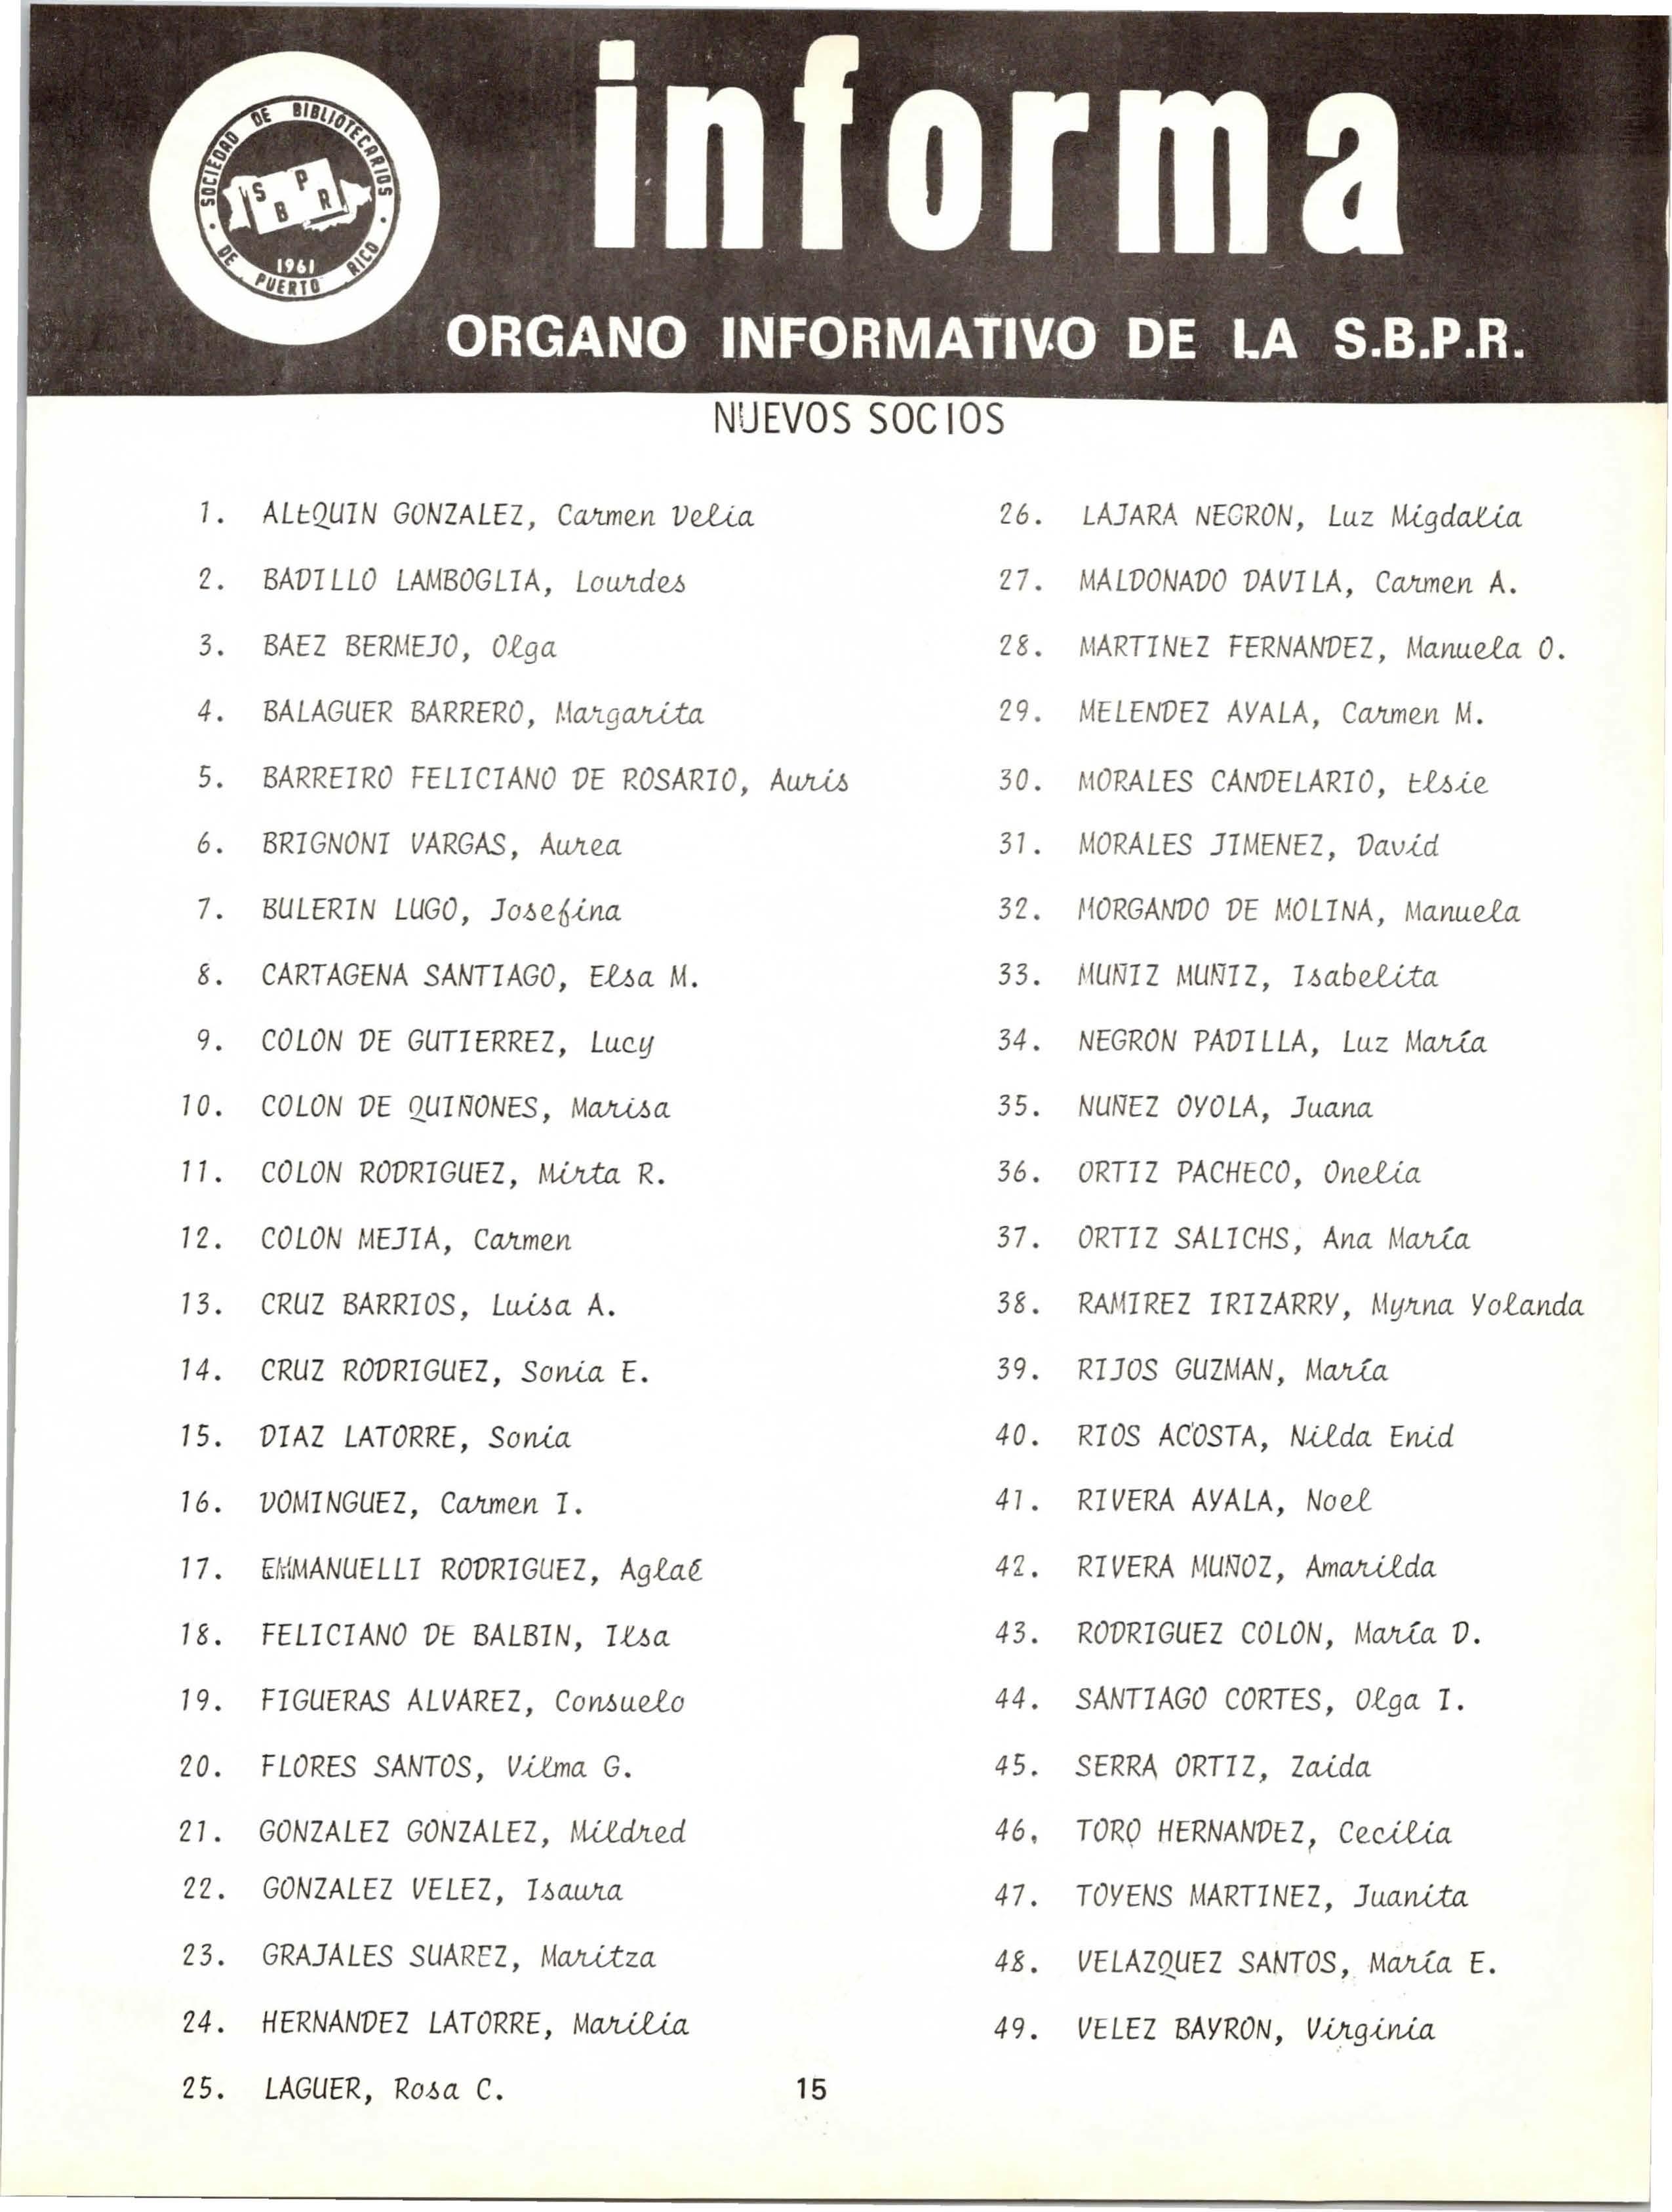 SOCIEDAD DE BIBLIOTECARIOS
DE PUERTO RICO
S P
B R
1961
informa
ORGANO INFORMATIVO DE LA S.B.P.R.
NUEVOS SOCIOS
1. ALEQUIN GONZALEZ, Carmen Velia
2. BADILLO LAMBOGLIA, Lourdes
3. BAEZ BERMEJO, Olga
4. BALAGUER BARRERO, Margarita
5. BARREIRO FELICIANO DE ROSARIO, Auris
6. BRIGNONI VARGAS, Aurea
7. BULERIN LUGO, Josefina
8. CARTAGENA SANTIAGO, Elsa M.
9. COLON DE GUTIERREZ, Lucy
10. COLON DE QUIÑONES, Marisa
11. COLON RODRIGUEZ, Mirta R.
12. COLON MEJIA, Carmen
13. CRUZ BARRIOS, Luisa A.
14. CRUZ RODRIGUEZ, Sonia E.
15. DIAZ LATORRE, Sonia
16. DOMINGUEZ, Carmen I.
17. EMMANUELLI RODRIGUEZ, Aglaé
18. FELICIANO DE BALBIN, Ilsa
19. FIGUERAS ALVAREZ, Consuelo
20. FLORES SANTOS, Vilma G.
21. GONZALEZ GONZALEZ, Mildred
22. GONZALEZ VELEZ, Isaura
23. GRAJALES SUAREZ, Maritza
24. HERNANDEZ LATORRE, Marilia
25. LAGUER, Rosa C.
26. LAJARA NEGRON, Luz Migdalia
27. MALDONADO DAVILA, Carmen A.
28. MARTINEZ FERNANDEZ, Manuela O.
29. MELENDEZ AYALA, Carmen M.
30. MORALES CANDELARIO, Elsie
31. MORALES JIMENEZ, David
32. MORGANDO DE MOLINA, Manuela
33. MUÑIZ MUÑIZ, Isabelita
34. NEGRON PADILLA, Luz María
35. NUÑEZ OYOLA, Juana
36. ORTIZ PACHECO, Onelia
37. ORTIZ SALICHS, Ana María
38. RAMIREZ IRIZARRY, Myrna Yolanda
39. RIJOS GUZMAN, María
40. RIOS ACOSTA, Nilda Enid
41. RIVERA AYALA, Noel
42. RIVERA MUÑOZ, Amarilda
43. RODRIGUEZ COLON, María D.
44. SANTIAGO CORTES, Olga I.
45. SERRA ORTIZ, Zaida
46. TORO HERNANDEZ, Cecilia
47. TOYENS MARTINEZ, Juanita
48. VELAZQUEZ SANTOS, María E.
49. VELEZ BAYRON, Virginia
15